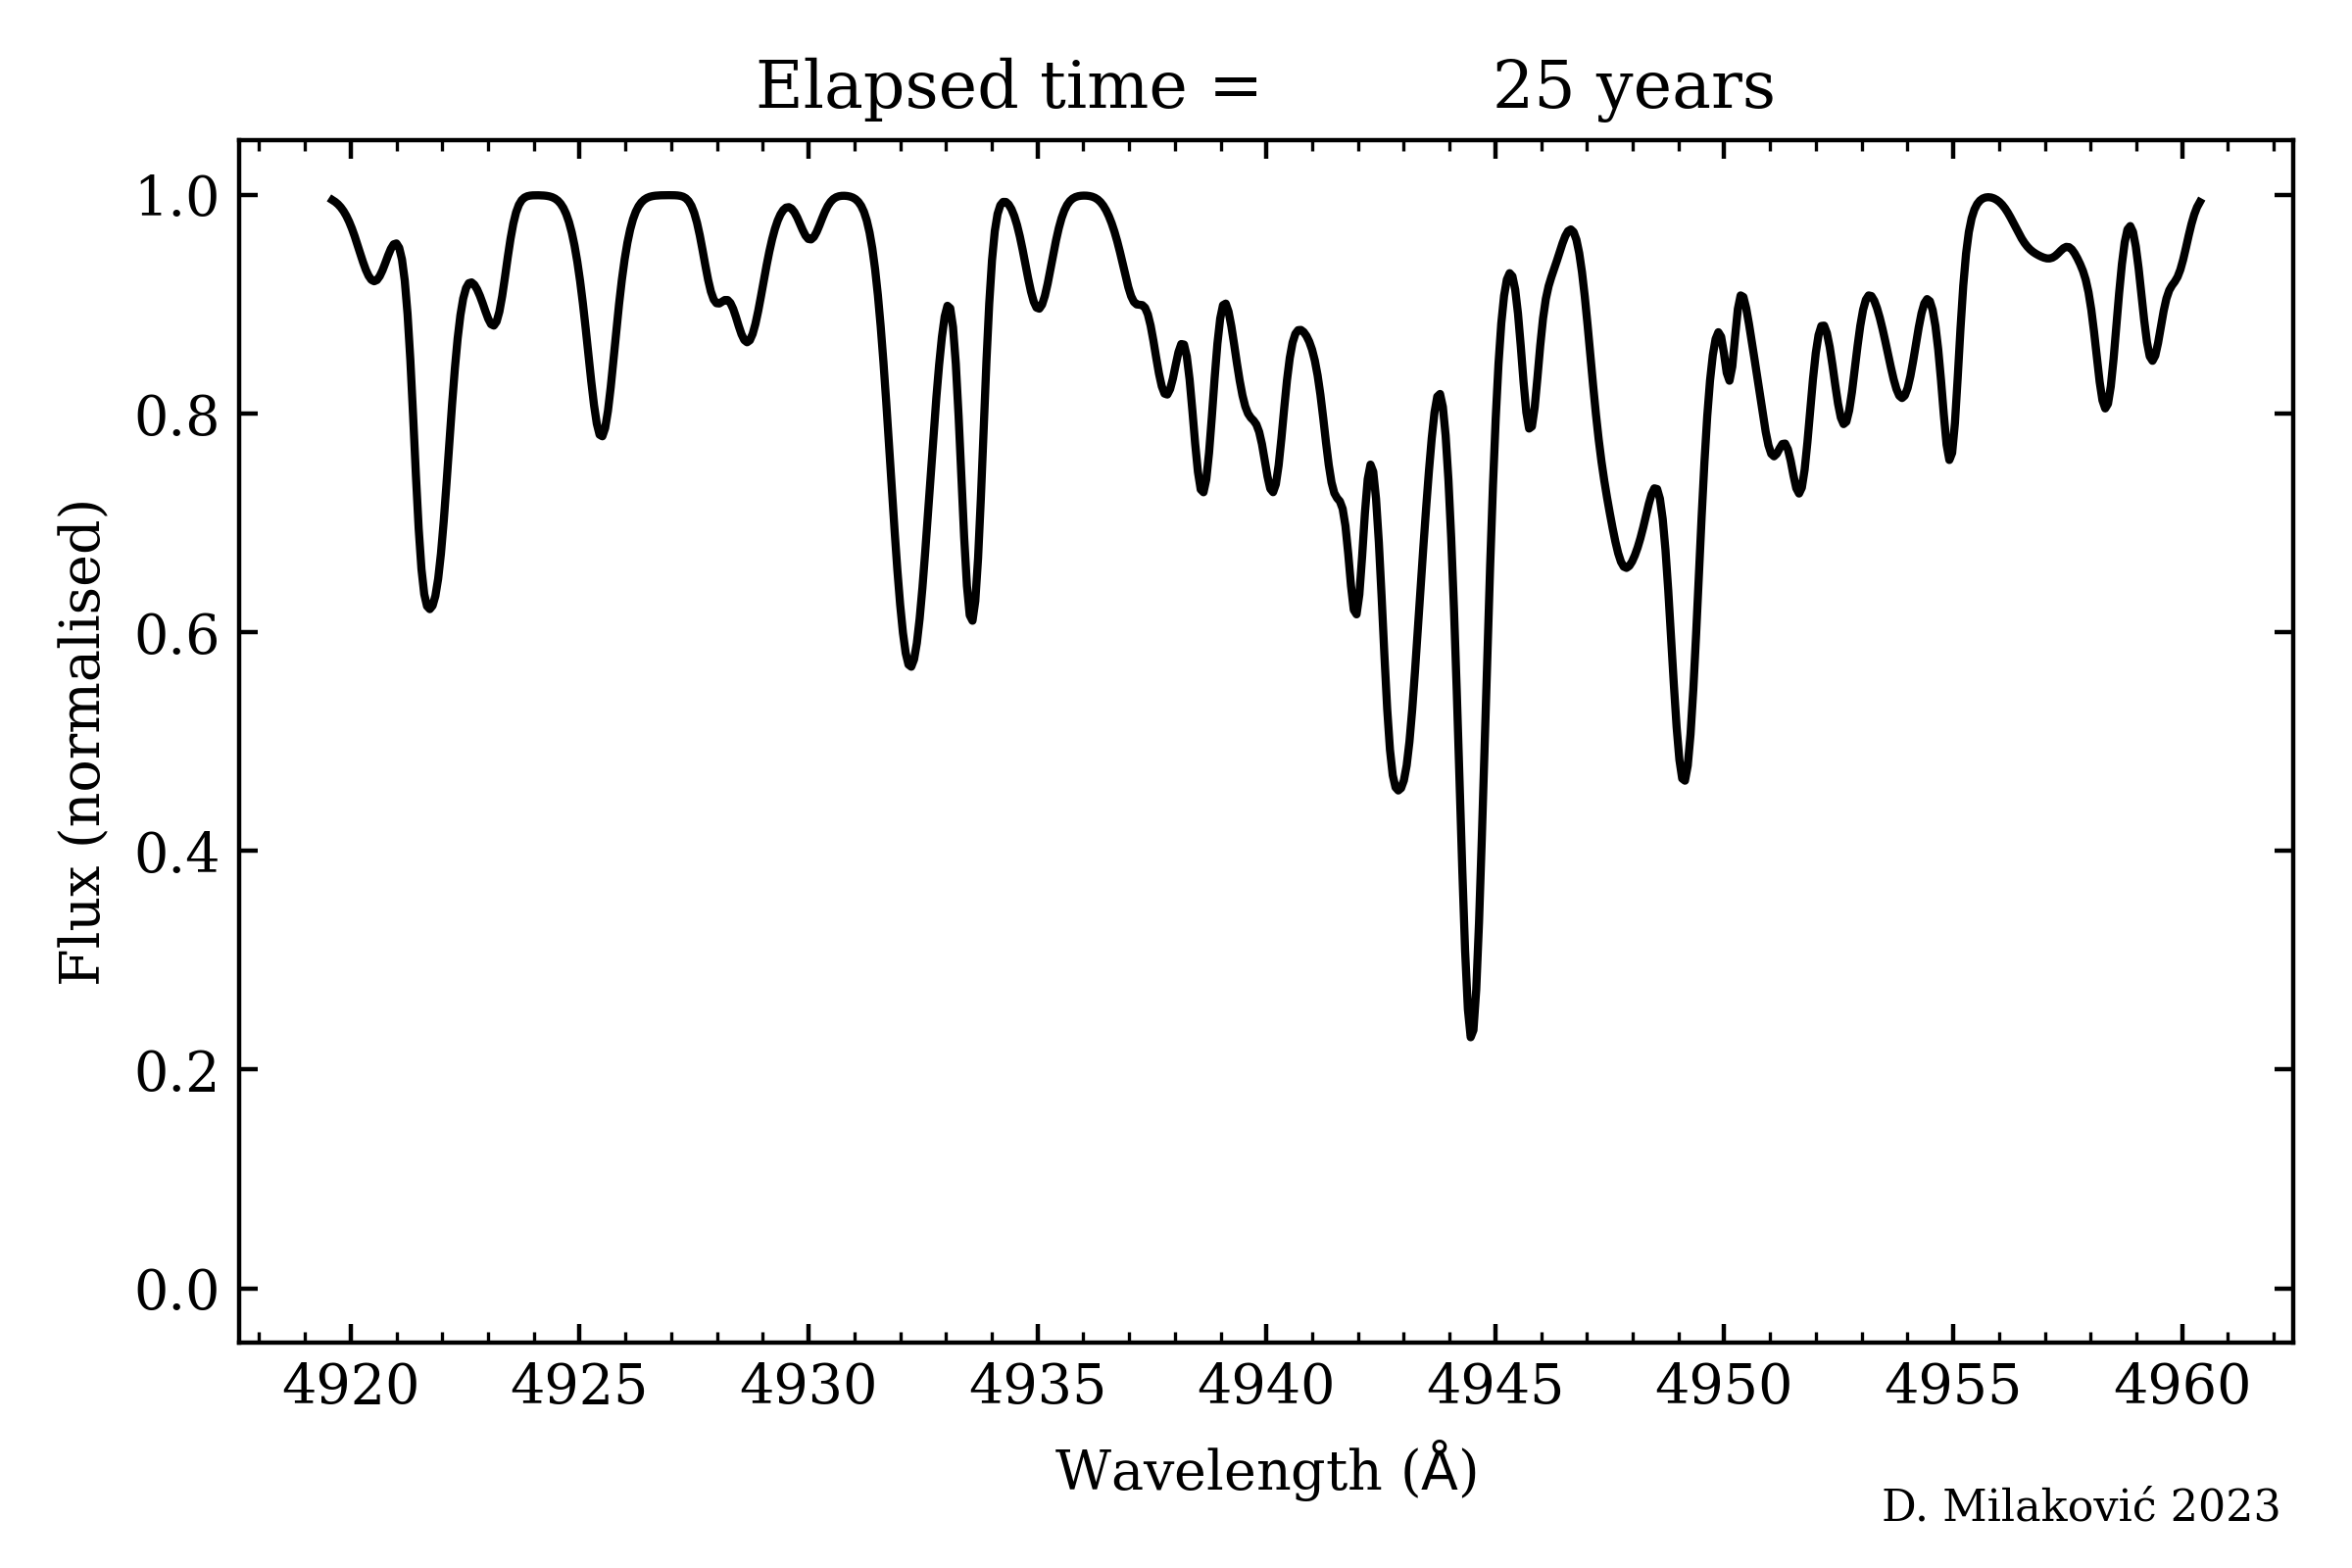 Elapsed time = 25 years
1.0
0.8
0.6
0.4
0.2
0.0
Flux (normalised)
4920 4925 4930 4935 4940 4945 4950 4955 4960
Wavelength (Å)
D. Milaković 2023